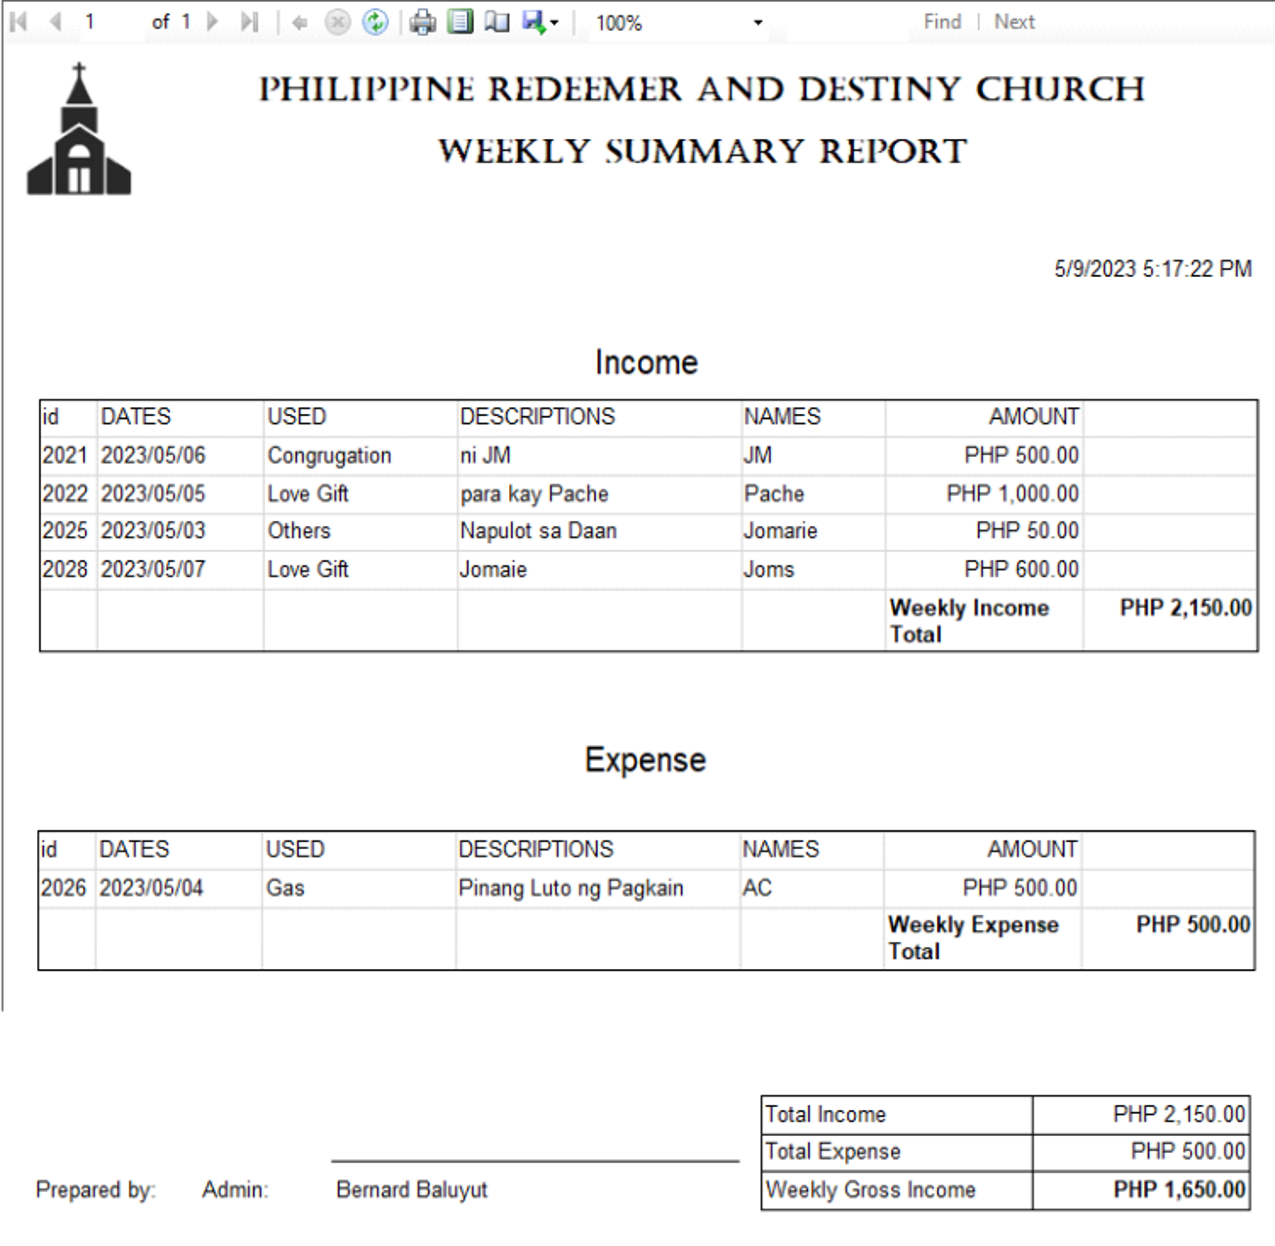 1 of 1 100% Find | Next
PHILIPPINE REDEEMER AND DESTINY CHURCH
WEEKLY SUMMARY REPORT
5/9/2023 5:17:22 PM
Income
id DATES USED DESCRIPTIONS NAMES AMOUNT
2021 2023/05/06 Congrugation ni JM JM PHP 500.00
2022 2023/05/05 Love Gift para kay Pache Pache PHP 1,000.00
2025 2023/05/03 Others Napulot sa Daan Jomarie PHP 50.00
2028 2023/05/07 Love Gift Jomaie Joms PHP 600.00
Weekly Income PHP 2,150.00
Total
Expense
id DATES USED DESCRIPTIONS NAMES AMOUNT
2026 2023/05/04 Gas Pinang Luto ng Pagkain AC PHP 500.00
Weekly Expense PHP 500.00
Total
Total Income PHP 2,150.00
Total Expense PHP 500.00
Prepared by: Admin: Bernard Baluyut Weekly Gross Income PHP 1,650.00